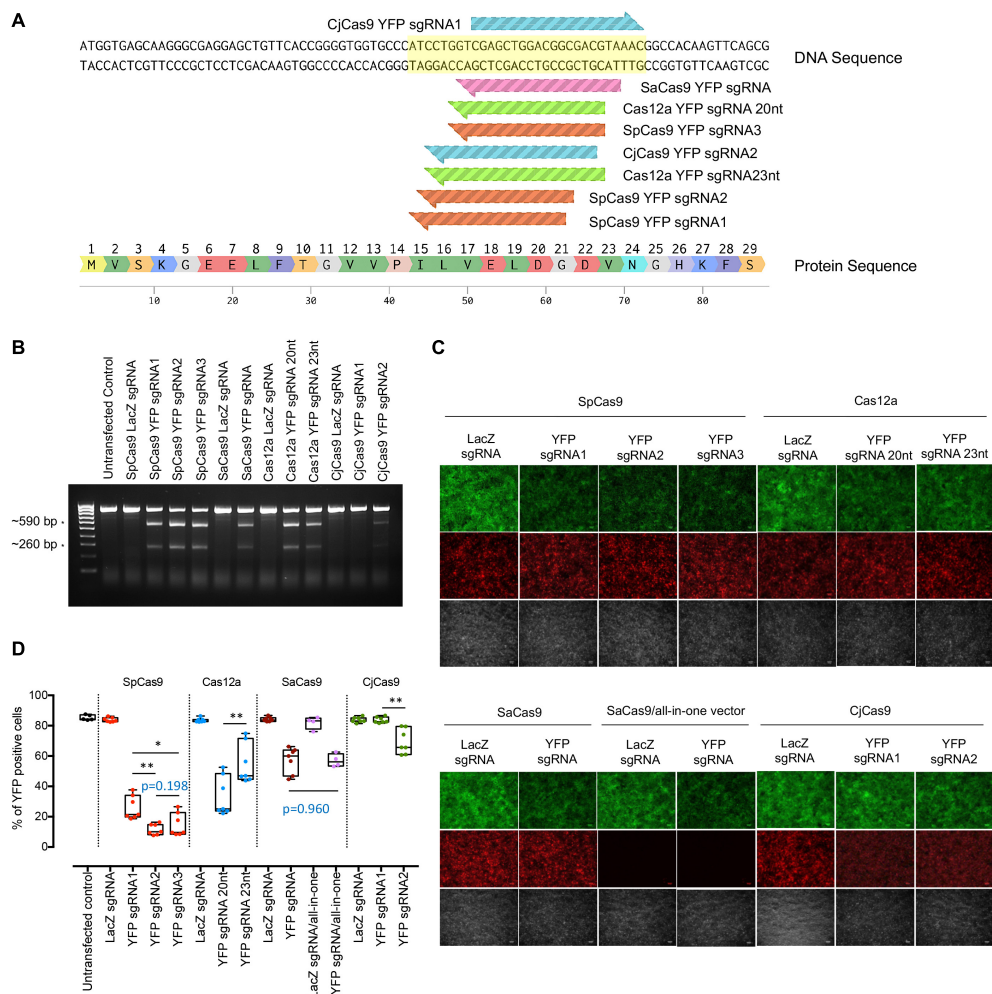 A
CjCas9 YFP sgRNA1
ATGGTGAGCAAGGGCGAGGAGCTGTTCACCGGGGTGGTGCCCATCCTGGTCGAGCTGGACGGCGACGTAAACGGCCACAAGTTCAGCG
TACCACTCGTTCCCGCTCCTCGACAAGTGGCCCCACCACGGGTAGGACCAGCTCGACCTGCCGCTGCATTTGCCGGTGTTCAAGTCGC
DNA Sequence
SaCas9 YFP sgRNA
Cas12a YFP sgRNA 20nt
SpCas9 YFP sgRNA3
CjCas9 YFP sgRNA2
Cas12a YFP sgRNA23nt
SpCas9 YFP sgRNA2
SpCas9 YFP sgRNA1
1 2 3 4 5 6 7 8 9 10 11 12 13 14 15 16 17 18 19 20 21 22 23 24 25 26 27 28 29
M V S K G E E L F T G V V P I L V E L D G D V N G H K F S
Protein Sequence
10 20 30 40 50 60 70 80
B
Untransfected Control
SpCas9 LacZ sgRNA
SpCas9 YFP sgRNA1
SpCas9 YFP sgRNA2
SpCas9 YFP sgRNA3
SaCas9 LacZ sgRNA
SaCas9 YFP sgRNA
Cas12a LacZ sgRNA
Cas12a YFP sgRNA 20nt
Cas12a YFP sgRNA 23nt
CjCas9 LacZ sgRNA
CjCas9 YFP sgRNA1
CjCas9 YFP sgRNA2
~590 bp *
~260 bp *
C
SpCas9 Cas12a
LacZ sgRNA
YFP sgRNA1
YFP sgRNA2
YFP sgRNA3
LacZ sgRNA
YFP sgRNA 20nt
YFP sgRNA 23nt
SaCas9 SaCas9/all-in-one vector CjCas9
LacZ sgRNA
YFP sgRNA
LacZ sgRNA
YFP sgRNA
LacZ sgRNA
YFP sgRNA1
YFP sgRNA2
D
SpCas9 Cas12a SaCas9 CjCas9
% of YFP positive cells
100
80
60
40
20
0
*
**
p=0.198
**
p=0.960
**
Untransfected control
LacZ sgRNA
YFP sgRNA1
YFP sgRNA2
YFP sgRNA3
LacZ sgRNA
YFP sgRNA 20nt
YFP sgRNA 23nt
LacZ sgRNA
YFP sgRNA
LacZ sgRNA/all-in-one
YFP sgRNA/all-in-one
LacZ sgRNA
YFP sgRNA1
YFP sgRNA2